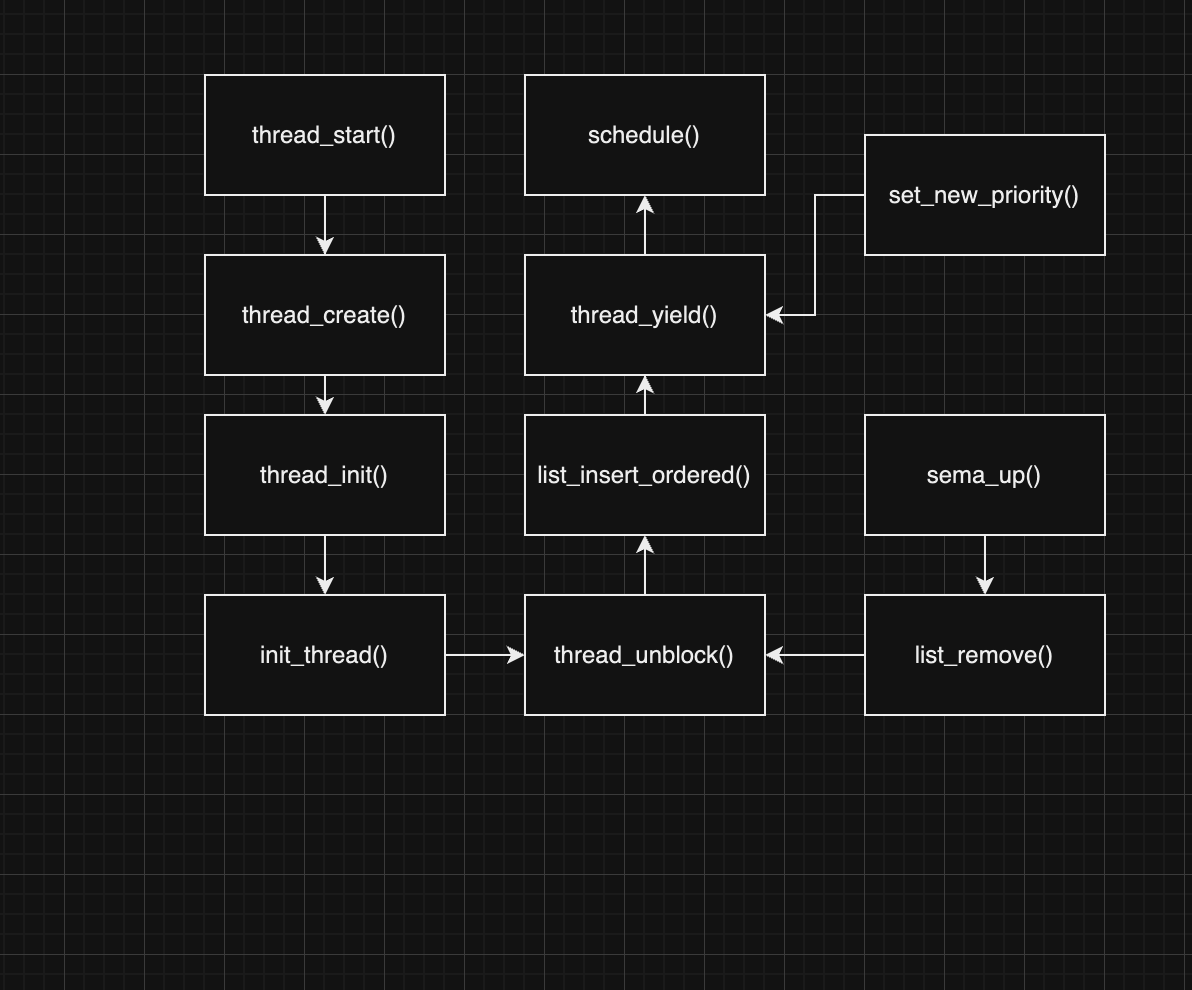 thread_start()
schedule()
set_new_priority()
thread_create()
thread_yield()
thread_init()
list_insert_ordered()
sema_up()
init_thread()
thread_unblock()
list_remove()